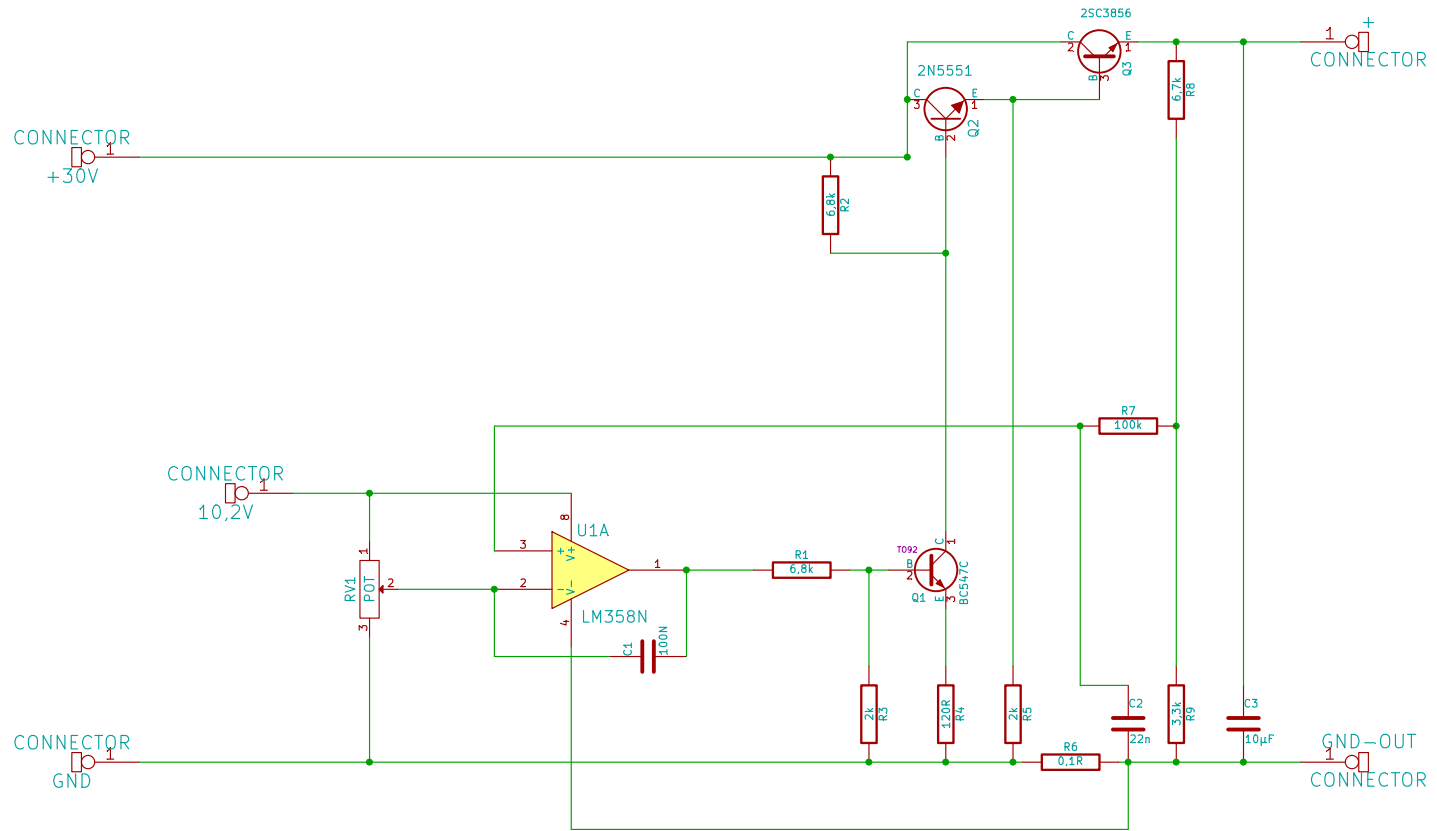 2SC3856
+
C
2
E
1
1
CONNECTOR
B
3
Q3
2N5551
C
3
E
1
B
2
Q2
6,7k
R8
CONNECTOR
1
+30V
6,8k
R2
R7
100k
CONNECTOR
1
10,2V
8
U1A
3
+
V+
1
2
-
V-
4
LM358N
RV1
POT
1
2
3
C1
100N
R1
6,8k
TO92
B
2
C
1
Q1
E
3
BC547C
2k
R3
120R
R4
2k
R5
C2
22n
3,3k
R9
C3
10µF
R6
0,1R
CONNECTOR
1
GND
GND-OUT
1
CONNECTOR